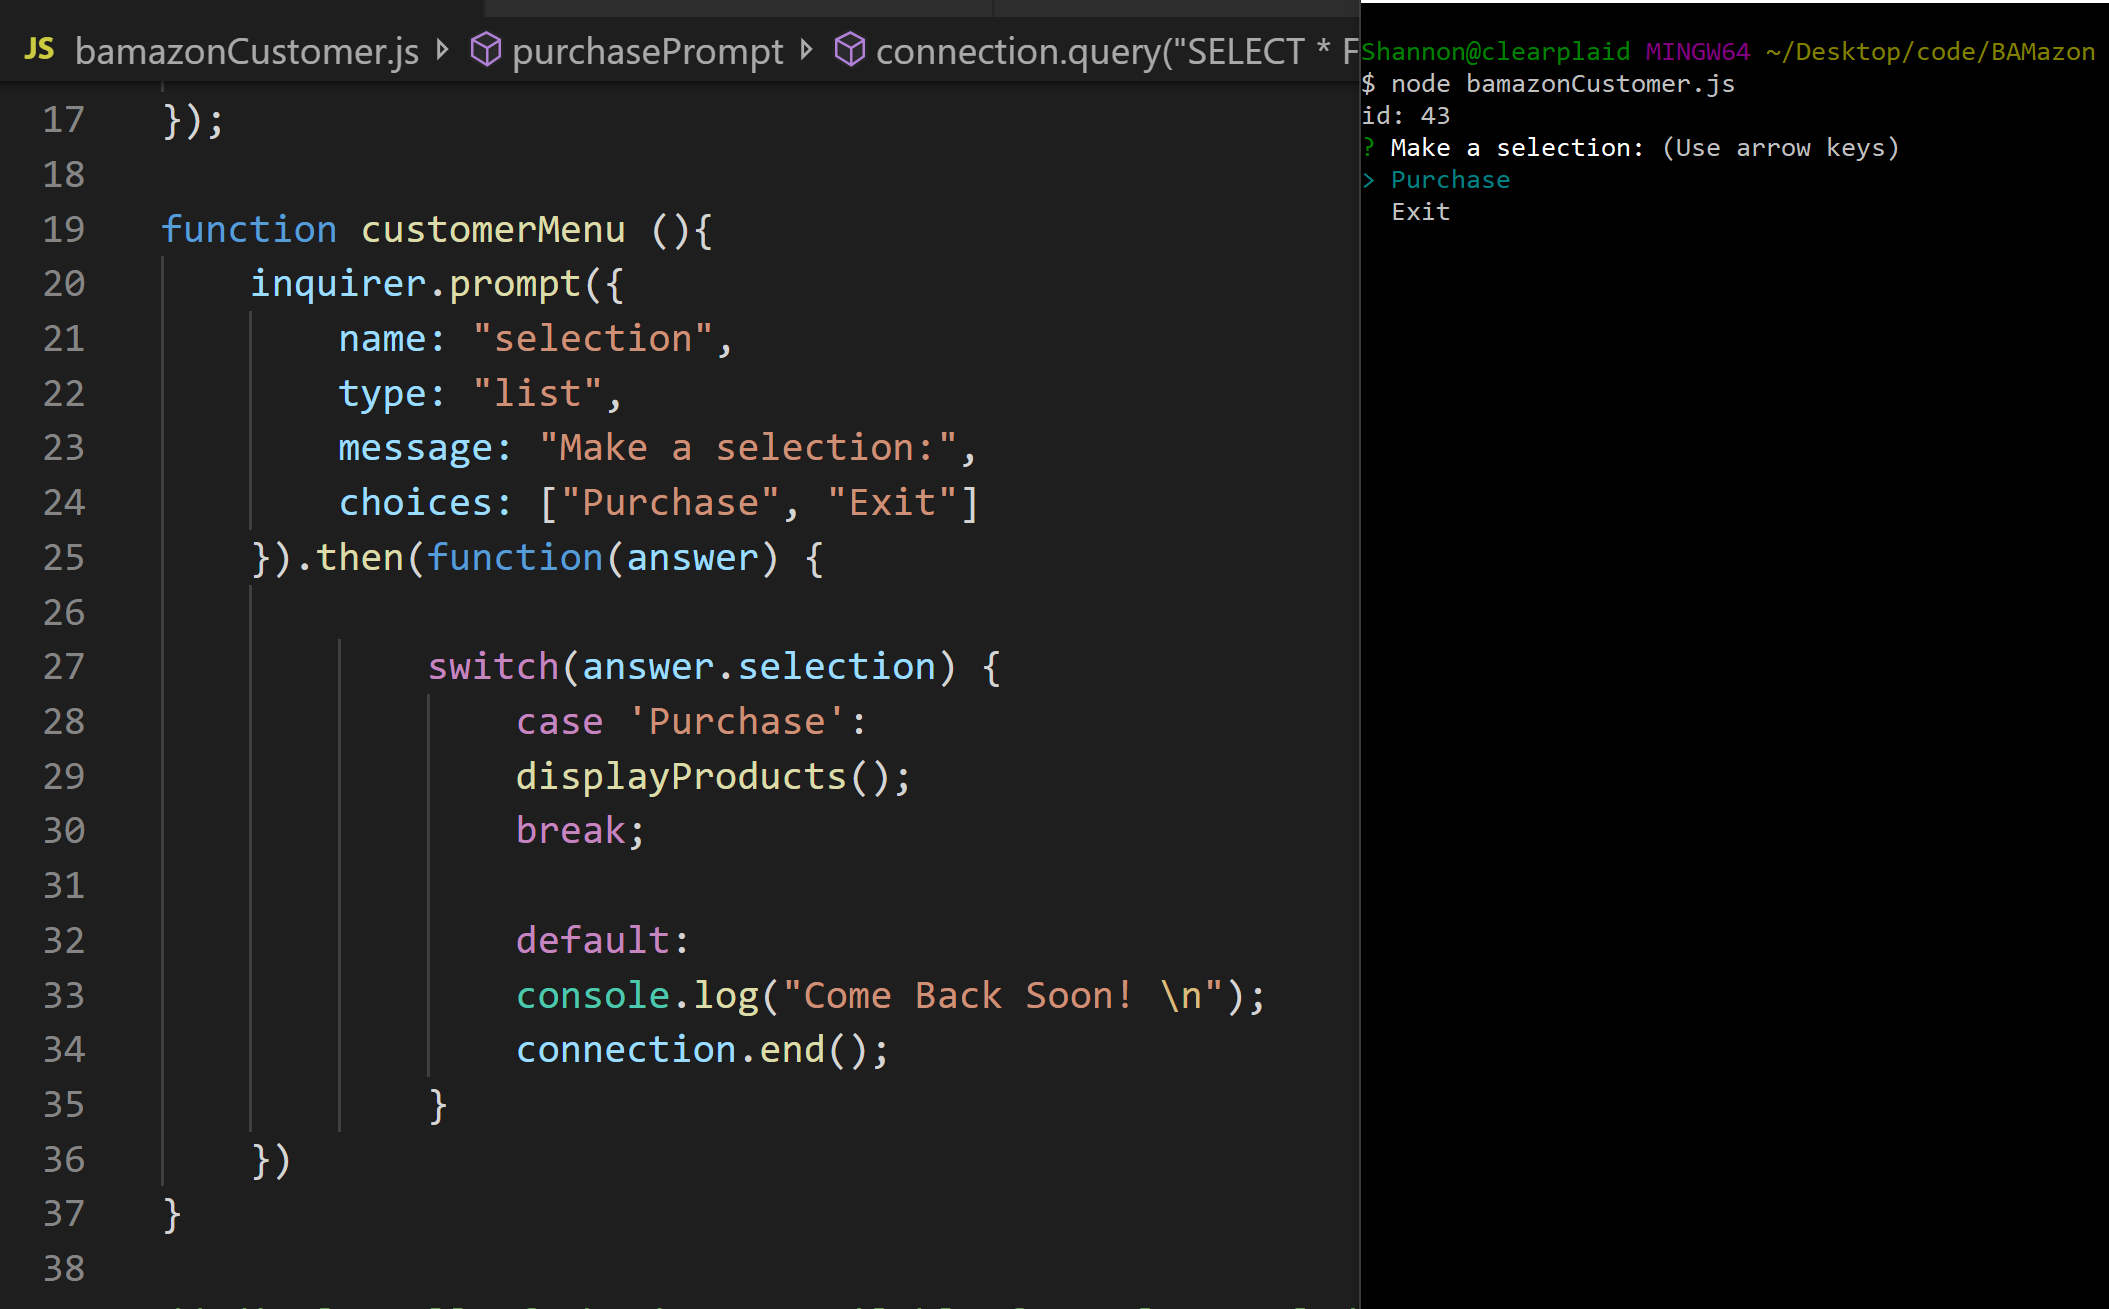 JS bamazonCustomer.js purchasePrompt connection.query("SELECT * F
17 });
18
19 function customerMenu (){
20 inquirer.prompt({
21 name: "selection",
22 type: "list",
23 message: "Make a selection:",
24 choices: ["Purchase", "Exit"]
25 }).then(function(answer) {
26
27 switch(answer.selection) {
28 case 'Purchase':
29 displayProducts();
30 break;
31
32 default:
33 console.log("Come Back Soon! \n");
34 connection.end();
35 }
36 })
37 }
38
Shannon@clearplaid MINGW64 ~/Desktop/code/BAMazon
$ node bamazonCustomer.js
id: 43
? Make a selection: (Use arrow keys)
> Purchase
Exit